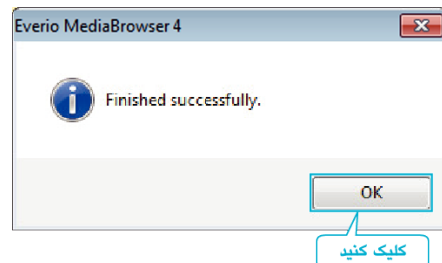 Everio MediaBrowser 4
Finished successfully.
OK
کلیک کنید